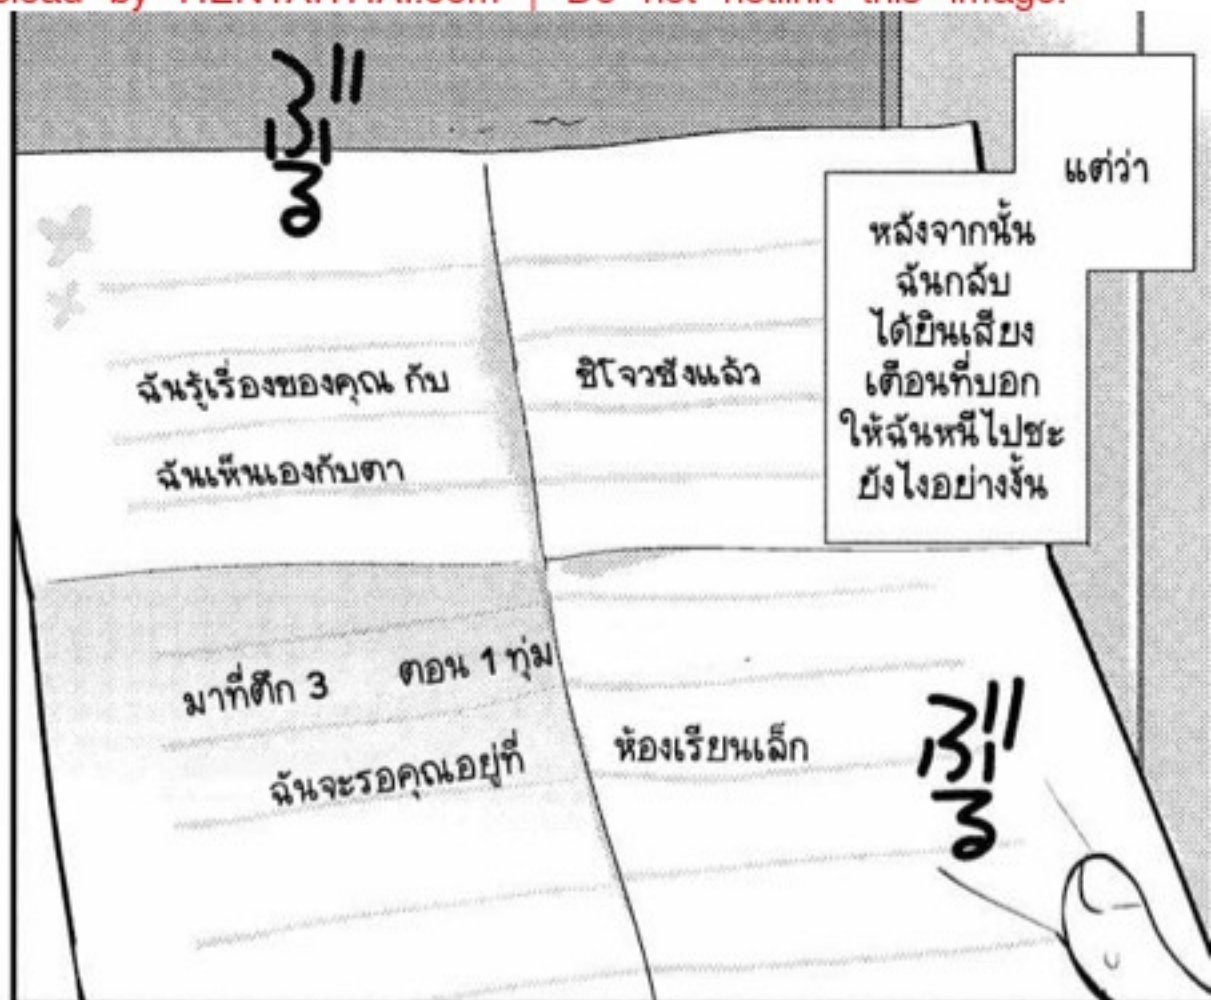 แต่ว่า
หลังจากนั้น
ฉันกลับ
ได้ยินเสียง
เตือนที่บอก
ให้ฉันหนีไปซะ
ยังไงอย่างงั้น
ぶる
ฉันรู้เรื่องของคุณ กับ ชิโจวซังแล้ว
ฉันเห็นเองกับตา
มาที่ตึก 3 ตอน 1 ทุ่ม
ฉันจะรอคุณอยู่ที่ ห้องเรียนเล็ก
ぶる